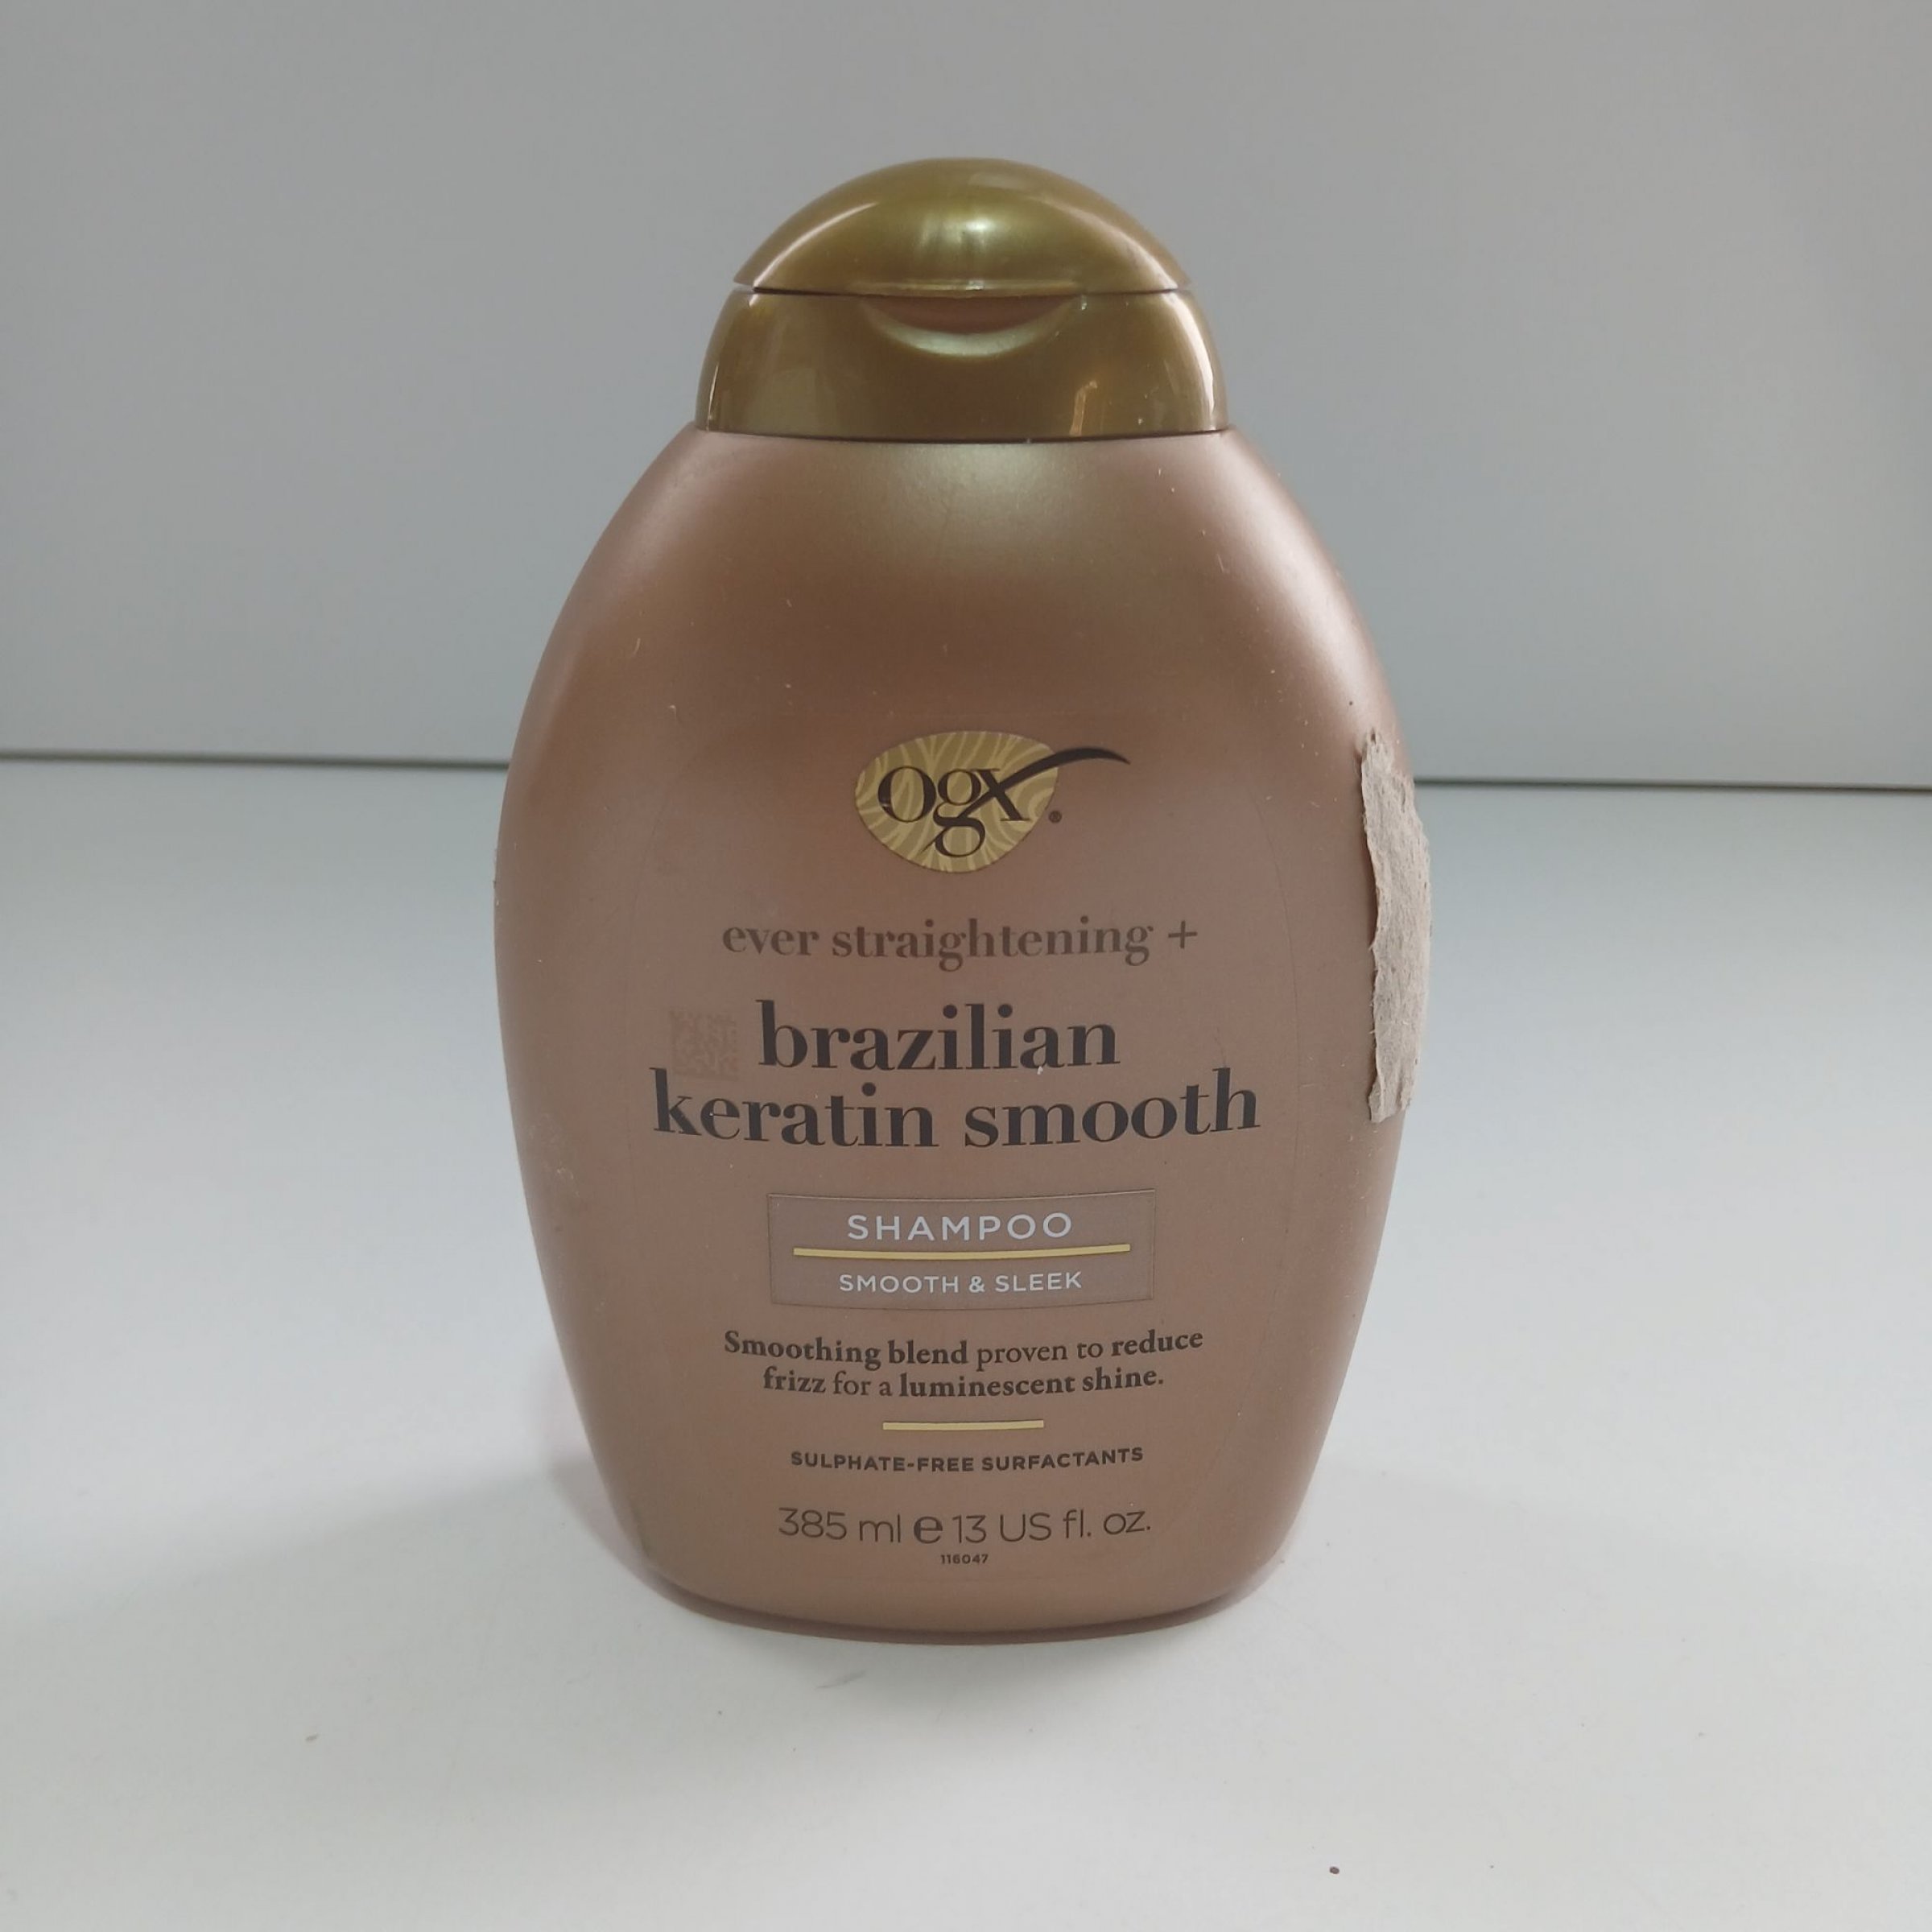 ogx®
ever straightening +
brazilian
keratin smooth
SHAMPOO
SMOOTH & SLEEK
Smoothing blend proven to reduce
frizz for a luminescent shine.
SULPHATE-FREE SURFACTANTS
385 ml e 13 US fl. oz.
116047